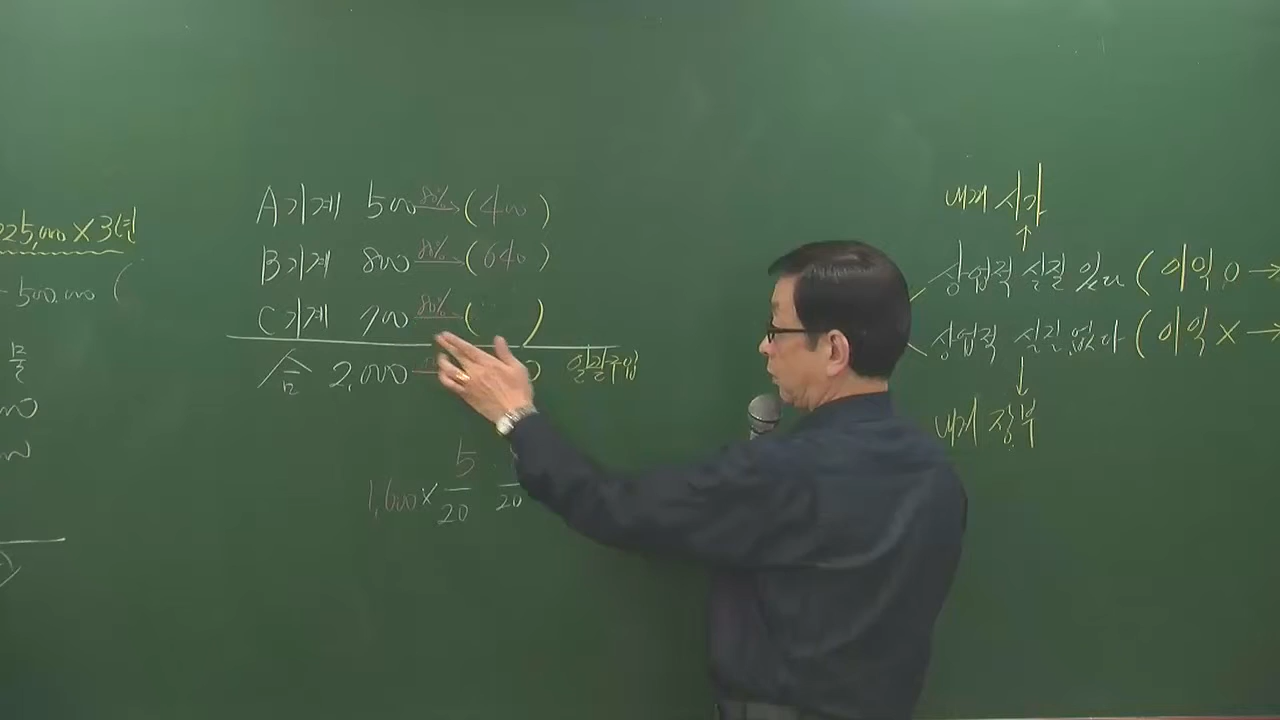 225,000 × 3년
500,000 (
12
A기계 500 80% (400)
B기계 800 80% (640)
C기계 700 80% ( )
합 2,000 일괄구입
1,600 × 5/20 /20
내꺼 시가
상업적 실질 있다 (이익 O →
상업적 실질 없다 (이익 X →
내꺼 장부